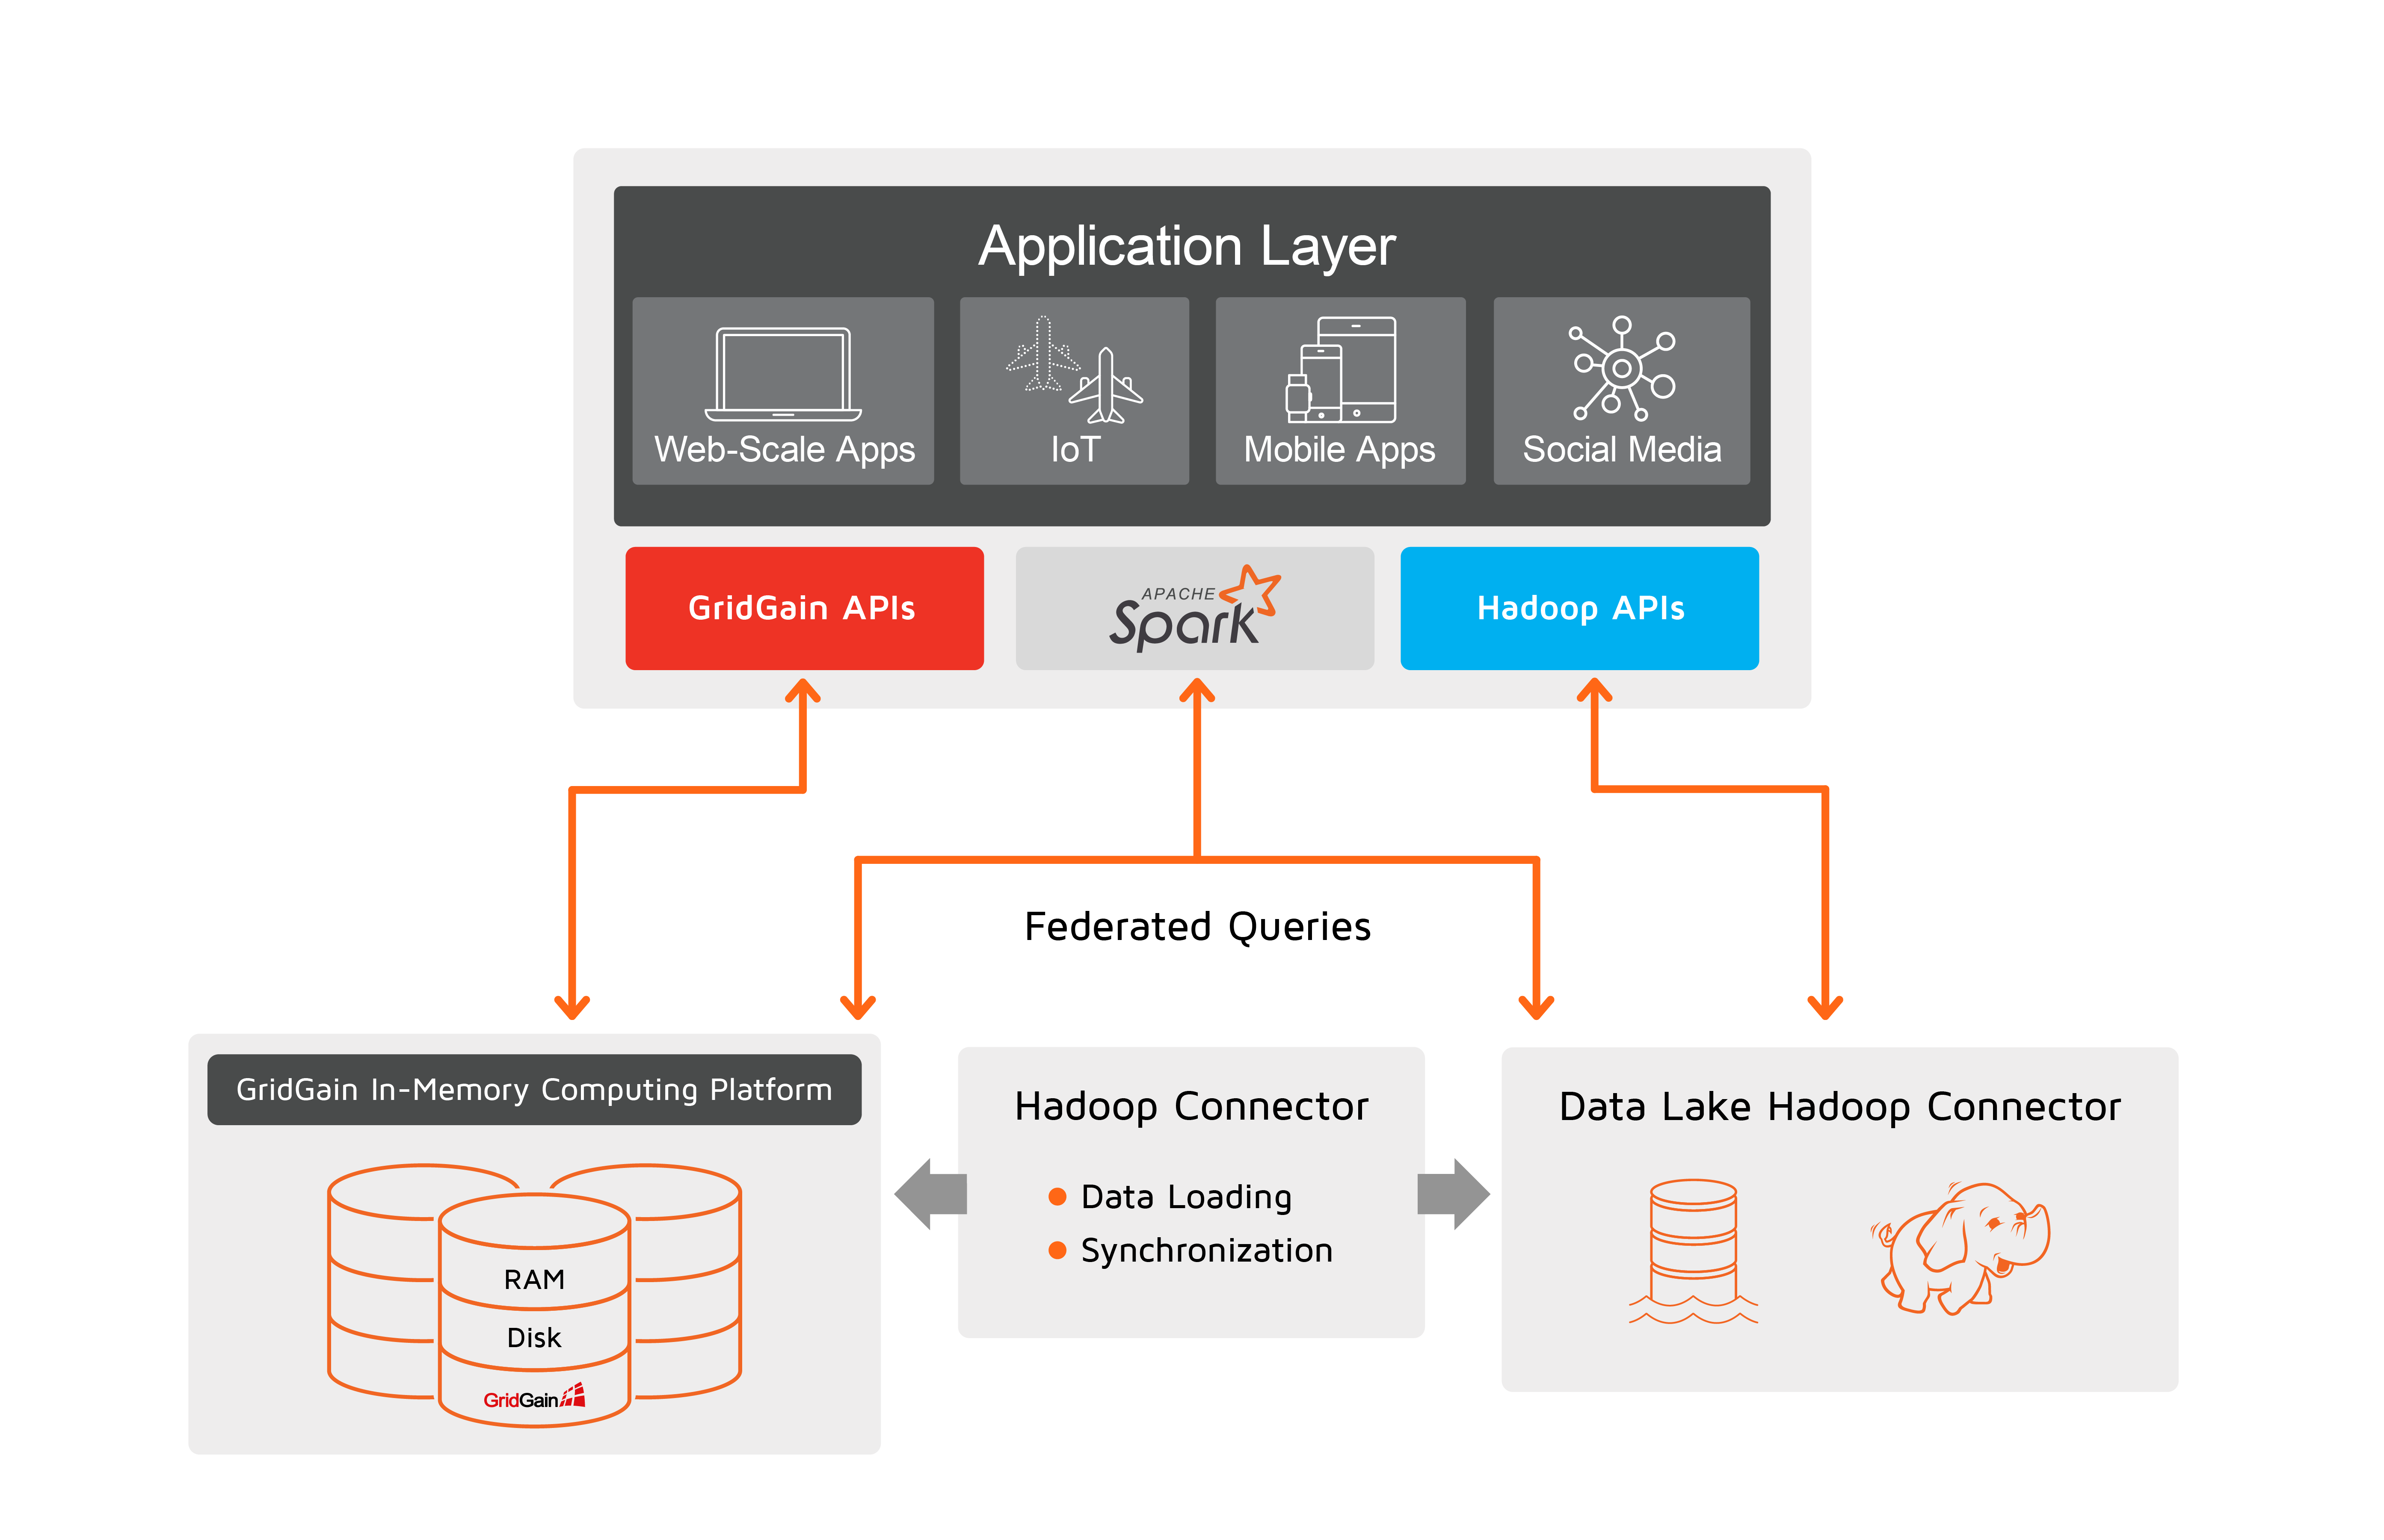 Application Layer
Web-Scale Apps
IoT
Mobile Apps
Social Media
GridGain APIs
APACHE
Spark
Hadoop APIs
Federated Queries
GridGain In-Memory Computing Platform
RAM
Disk
GridGain
Hadoop Connector
Data Loading
Synchronization
Data Lake Hadoop Connector